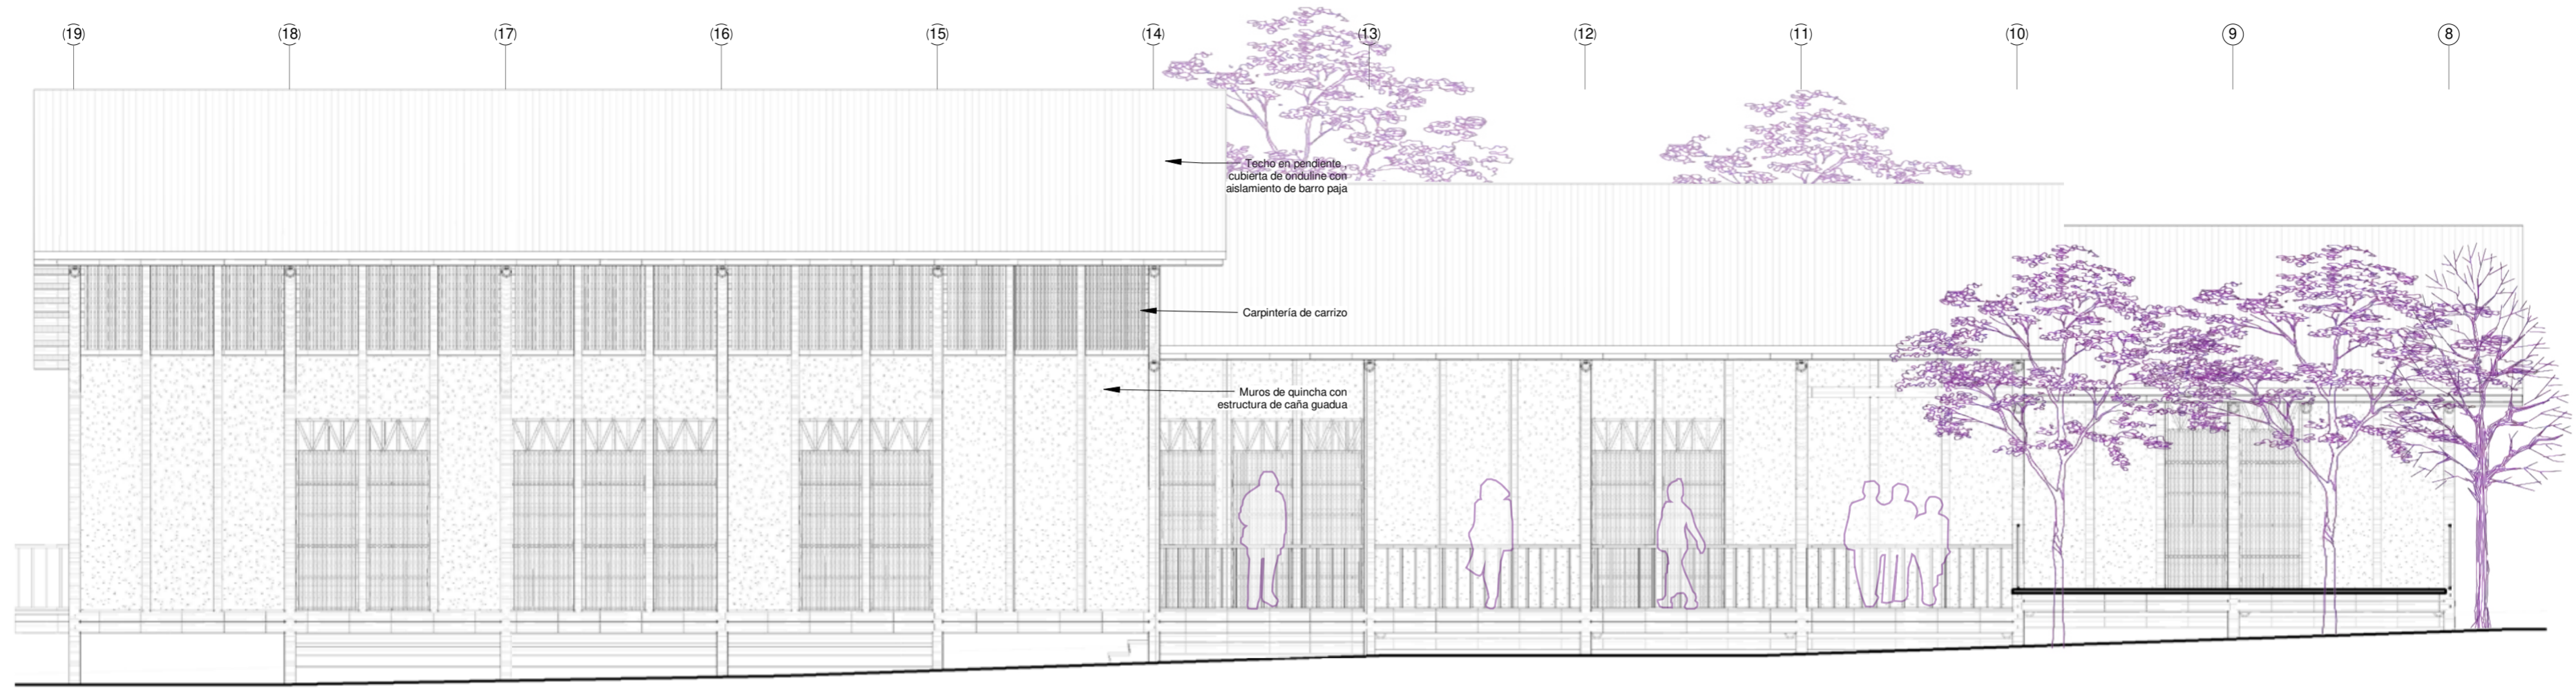 19 18 17 16 15 14 13 12 11 10 9 8
Techo en pendiente ,
cubierta de onduline con
aislamiento de barro paja
Carpintería de carrizo
Muros de quincha con
estructura de caña guadua